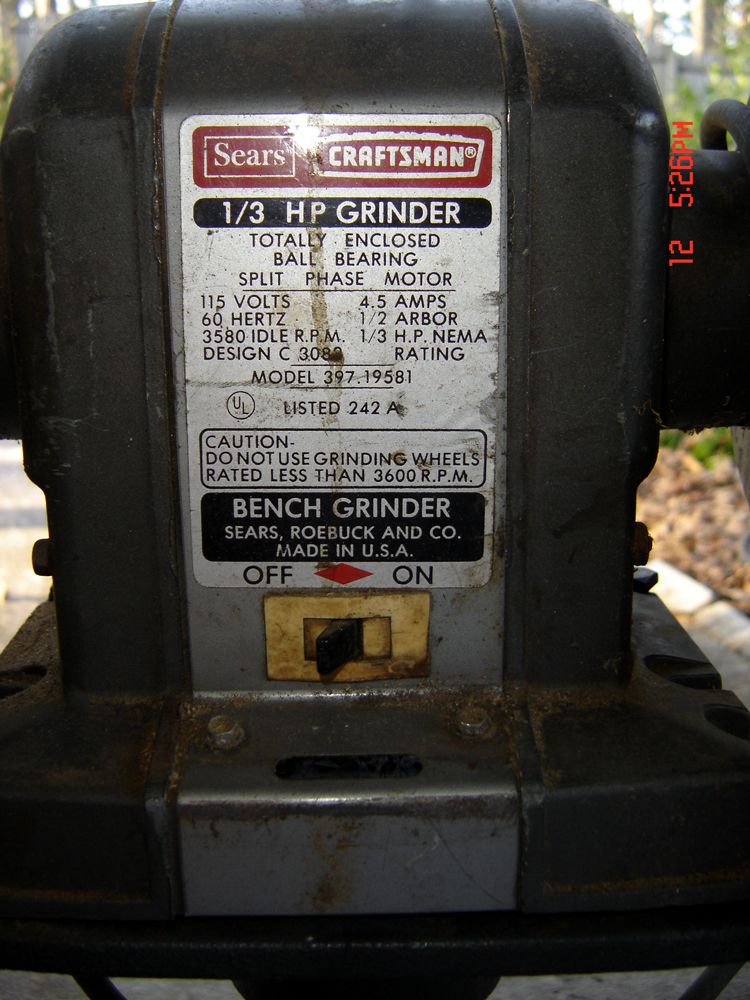 Sears CRAFTSMAN®
1/3 HP GRINDER
TOTALLY ENCLOSED
BALL BEARING
SPLIT PHASE MOTOR
115 VOLTS 4.5 AMPS
60 HERTZ 1/2 ARBOR
3580 IDLE R.P.M. 1/3 H.P. NEMA
DESIGN C RATING
MODEL 397.19581
UL LISTED 242 A
CAUTION-
DO NOT USE GRINDING WHEELS
RATED LESS THAN 3600 R.P.M.
BENCH GRINDER
SEARS, ROEBUCK AND CO.
MADE IN U.S.A.
OFF ON
12 5:26PM